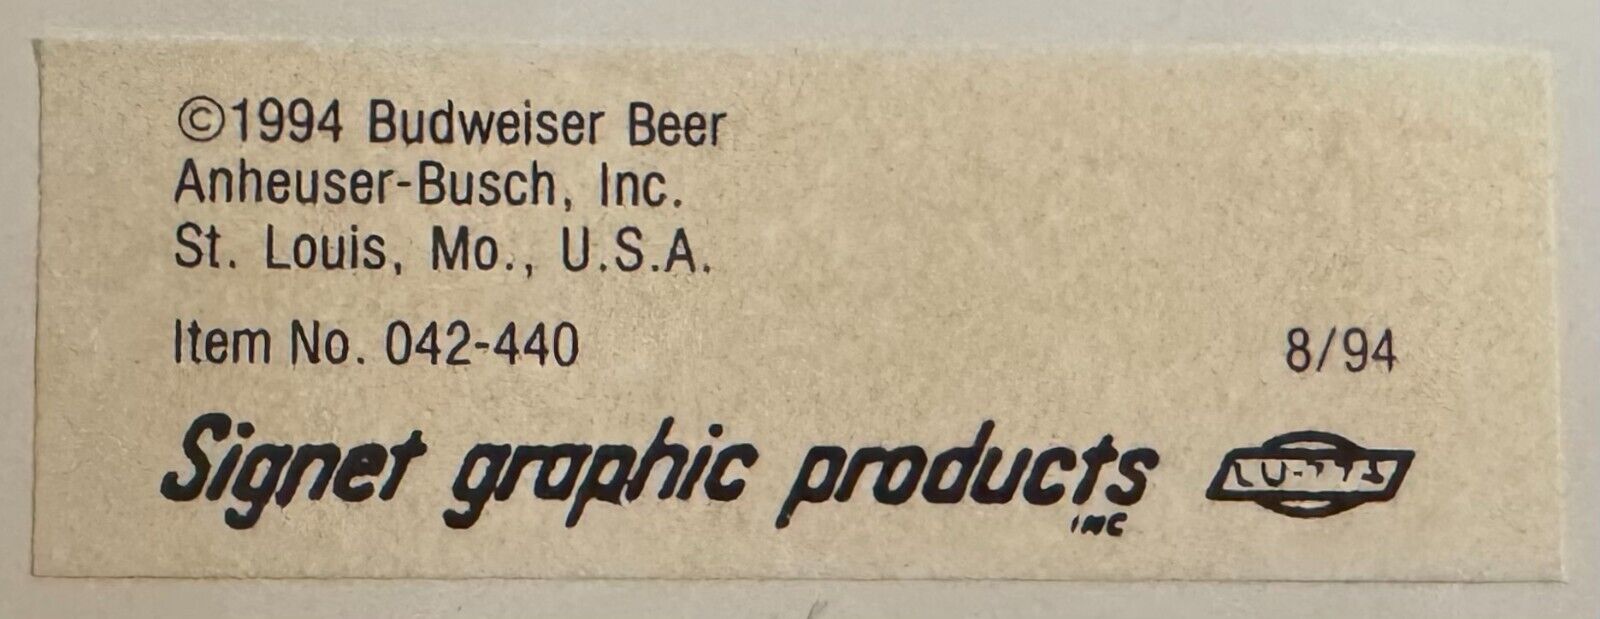 ©1994 Budweiser Beer
Anheuser-Busch, Inc.
St. Louis, Mo., U.S.A.
Item No. 042-440
8/94
Signet graphic products
INC